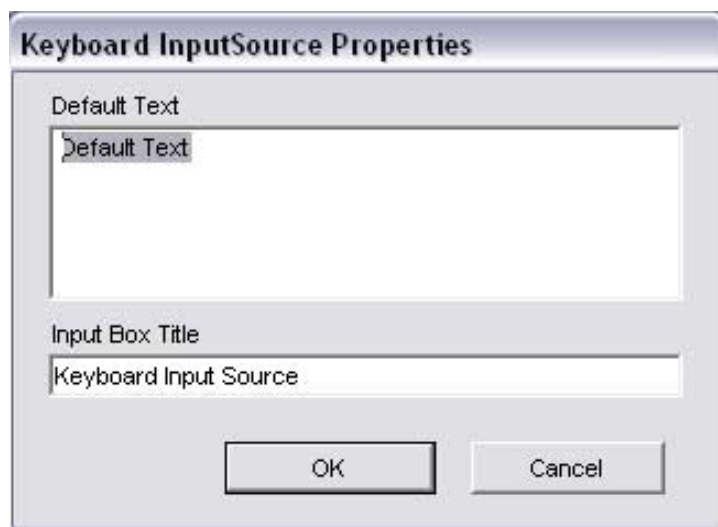 Keyboard InputSource Properties
Default Text
Default Text
Input Box Title
Keyboard Input Source
OK Cancel